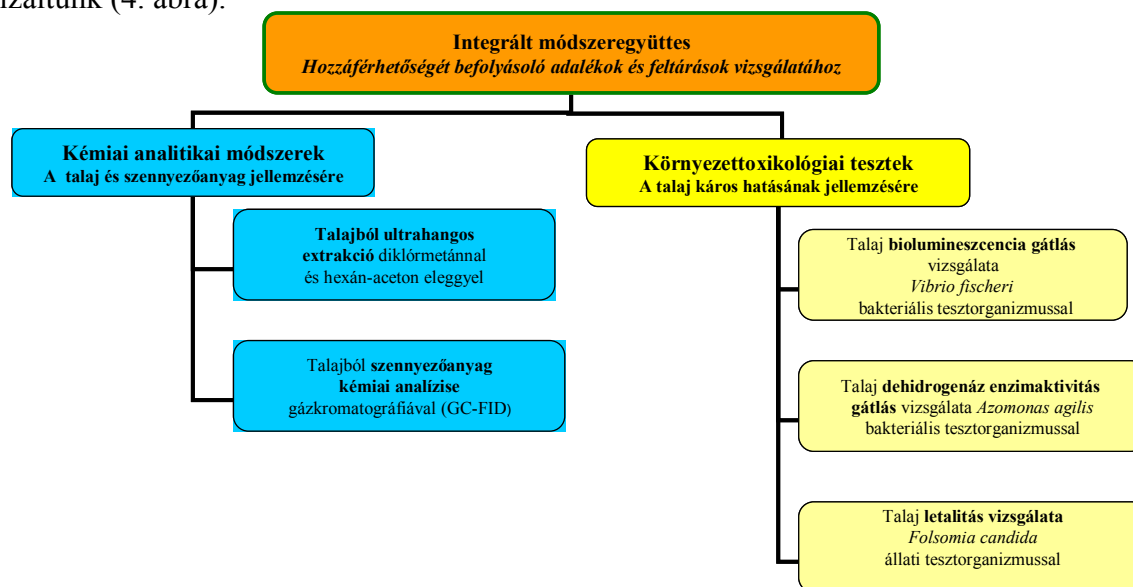 (4. ábra).
Integrált módszeregyüttes
Hozzáférhetőségét befolyásoló adalékok és feltárások vizsgálatához
Kémiai analitikai módszerek
A talaj és szennyezőanyag jellemzésére
Talajból ultrahangos
extrakció diklórmetánnal
és hexán-aceton eleggyel
Talajból szennyezőanyag
kémiai analízise
gázkromatográfiával (GC-FID)
Környezettoxikológiai tesztek
A talaj káros hatásának jellemzésére
Talaj biolumineszcencia gátlás
vizsgálata
Vibrio fischeri
bakteriális tesztorganizmussal
Talaj dehidrogenáz enzimaktivitás
gátlás vizsgálata Azomonas agilis
bakteriális tesztorganizmussal
Talaj letalitás vizsgálata
Folsomia candida
állati tesztorganizmussal